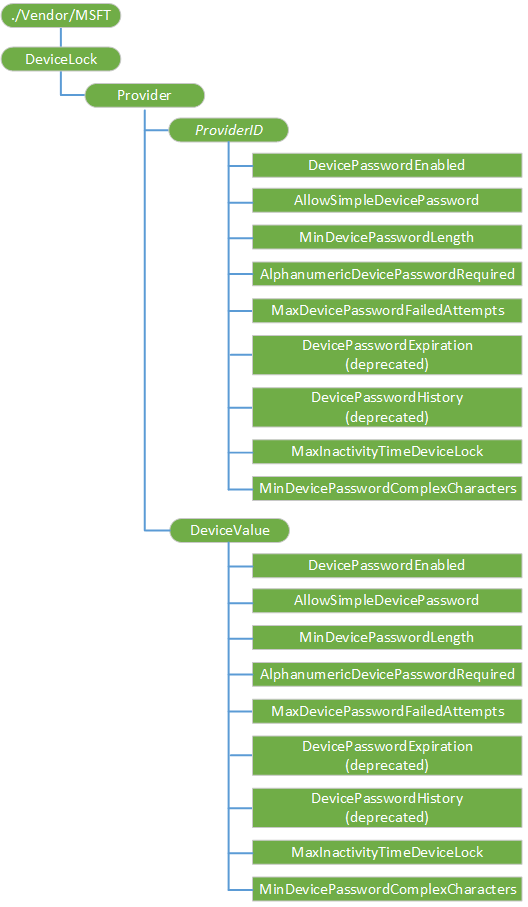 ./Vendor/MSFT
DeviceLock
Provider
ProviderID
DevicePasswordEnabled
AllowSimpleDevicePassword
MinDevicePasswordLength
AlphanumericDevicePasswordRequired
MaxDevicePasswordFailedAttempts
DevicePasswordExpiration
(deprecated)
DevicePasswordHistory
(deprecated)
MaxInactivityTimeDeviceLock
MinDevicePasswordComplexCharacters
DeviceValue
DevicePasswordEnabled
AllowSimpleDevicePassword
MinDevicePasswordLength
AlphanumericDevicePasswordRequired
MaxDevicePasswordFailedAttempts
DevicePasswordExpiration
(deprecated)
DevicePasswordHistory
(deprecated)
MaxInactivityTimeDeviceLock
MinDevicePasswordComplexCharacters